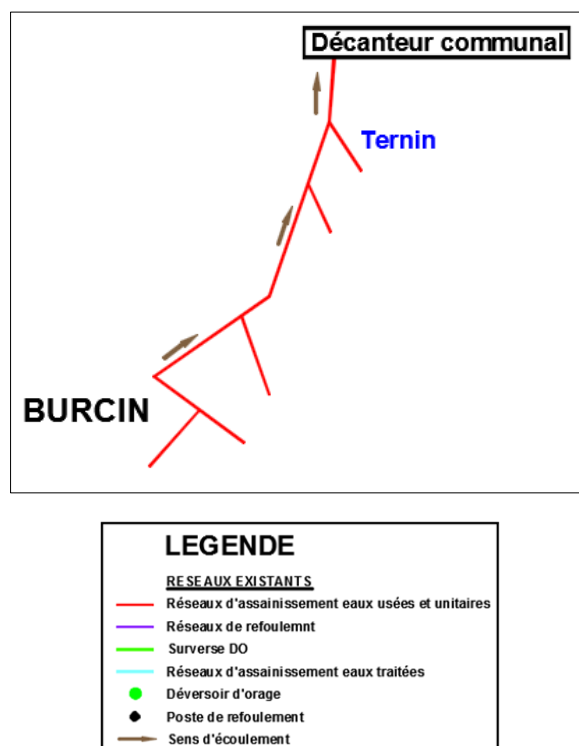 Décanteur communal
Ternin
BURCIN
LEGENDE
RESEAUX EXISTANTS
Réseaux d'assainissement eaux usées et unitaires
Réseaux de refoulemnt
Surverse DO
Réseaux d'assainissement eaux traitées
Déversoir d'orage
Poste de refoulement
Sens d'écoulement